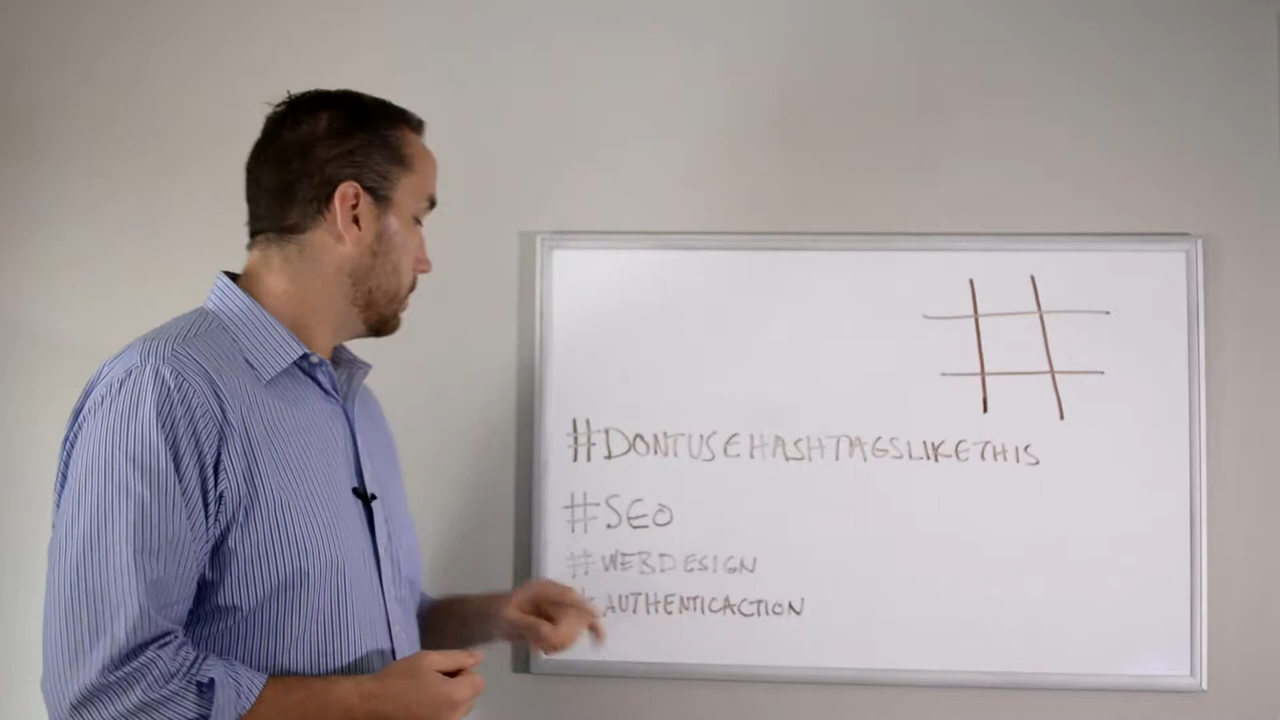 #
#DONTUSEHASHTAGSLIKETHIS
#SEO
#WEBDESIGN
#AUTHENTICACTION